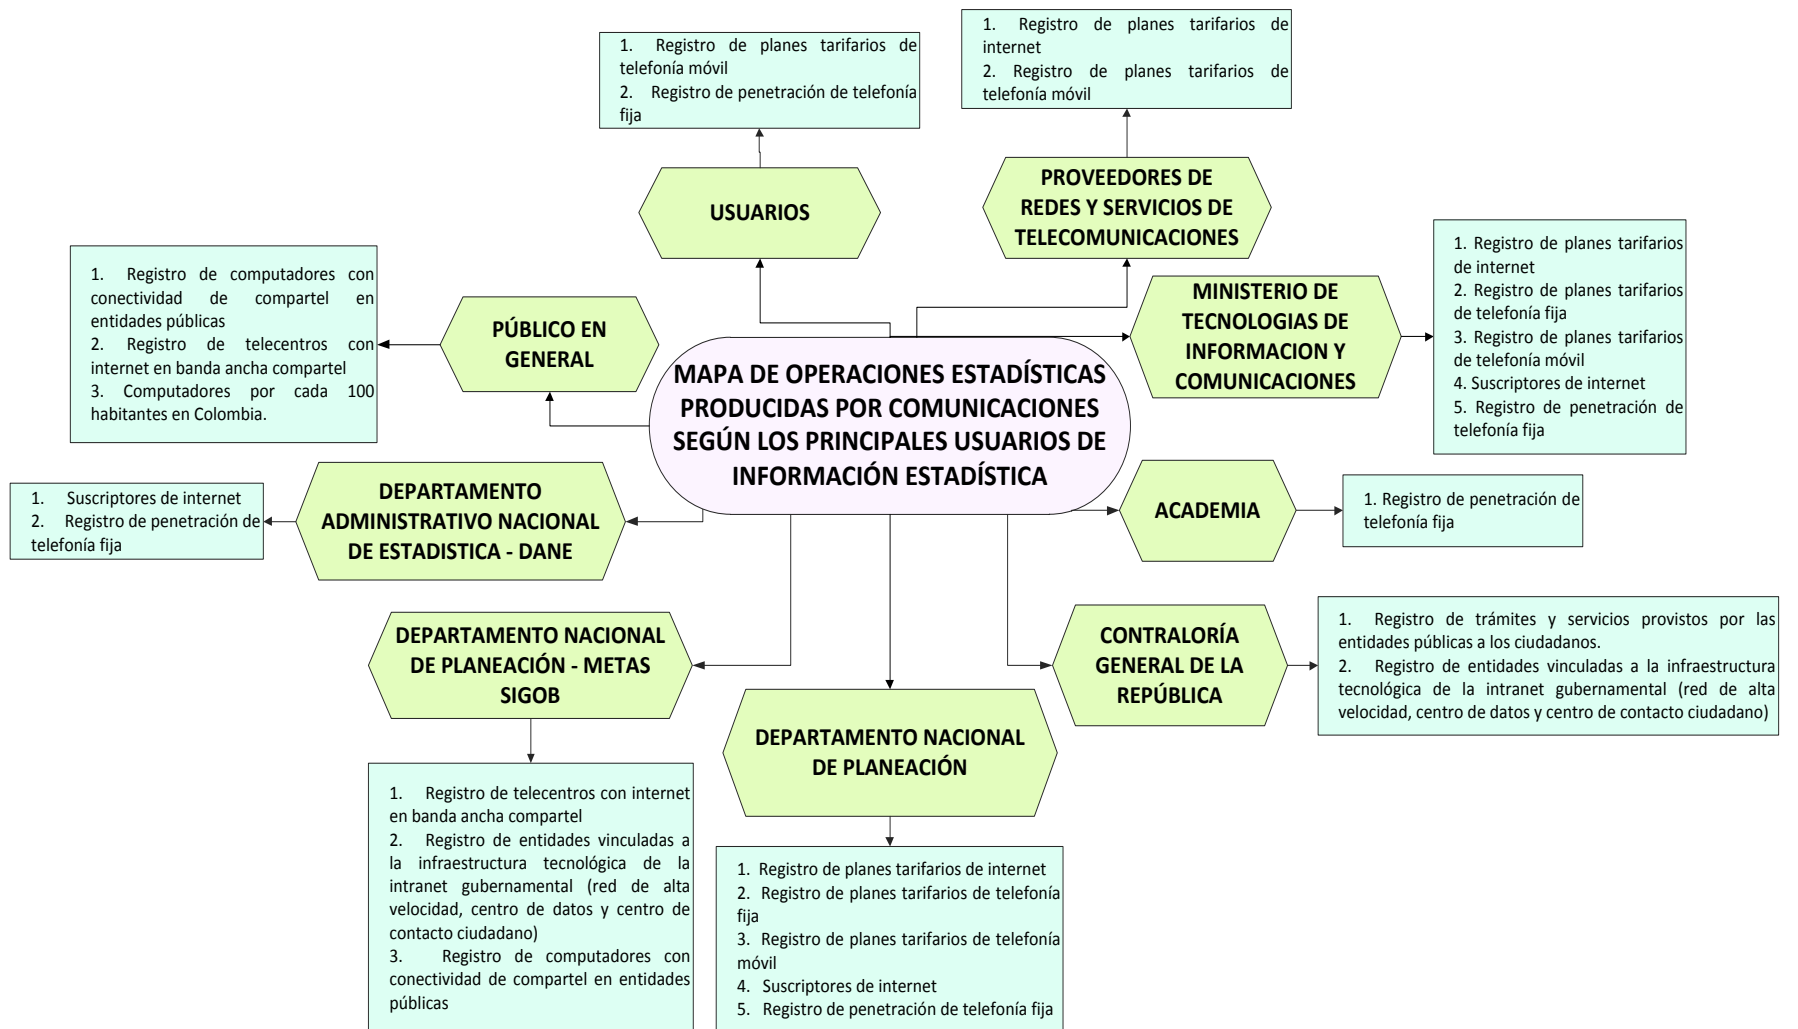 1. Registro de planes tarifarios de
telefonía móvil
2. Registro de penetración de telefonía
fija
1. Registro de planes tarifarios de
internet
2. Registro de planes tarifarios de
telefonía móvil
USUARIOS
PROVEEDORES DE
REDES Y SERVICIOS DE
TELECOMUNICACIONES
1. Registro de computadores con
conectividad de compartel en
entidades públicas
2. Registro de telecentros con
internet en banda ancha compartel
3. Computadores por cada 100
habitantes en Colombia.
PÚBLICO EN
GENERAL
MINISTERIO DE
TECNOLOGIAS DE
INFORMACION Y
COMUNICACIONES
1. Registro de planes tarifarios
de internet
2. Registro de planes tarifarios
de telefonía fija
3. Registro de planes tarifarios
de telefonía móvil
4. Suscriptores de internet
5. Registro de penetración de
telefonía fija
MAPA DE OPERACIONES ESTADÍSTICAS
PRODUCIDAS POR COMUNICACIONES
SEGÚN LOS PRINCIPALES USUARIOS DE
INFORMACIÓN ESTADÍSTICA
1. Suscriptores de internet
2. Registro de penetración de
telefonía fija
DEPARTAMENTO
ADMINISTRATIVO NACIONAL
DE ESTADISTICA - DANE
ACADEMIA
1. Registro de penetración de
telefonía fija
DEPARTAMENTO NACIONAL
DE PLANEACIÓN - METAS
SIGOB
CONTRALORÍA
GENERAL DE LA
REPÚBLICA
1. Registro de trámites y servicios provistos por las
entidades públicas a los ciudadanos.
2. Registro de entidades vinculadas a la infraestructura
tecnológica de la intranet gubernamental (red de alta
velocidad, centro de datos y centro de contacto ciudadano)
DEPARTAMENTO NACIONAL
DE PLANEACIÓN
1. Registro de telecentros con internet
en banda ancha compartel
2. Registro de entidades vinculadas a
la infraestructura tecnológica de la
intranet gubernamental (red de alta
velocidad, centro de datos y centro de
contacto ciudadano)
3. Registro de computadores con
conectividad de compartel en entidades
públicas
1. Registro de planes tarifarios de internet
2. Registro de planes tarifarios de telefonía
fija
3. Registro de planes tarifarios de telefonía
móvil
4. Suscriptores de internet
5. Registro de penetración de telefonía fija